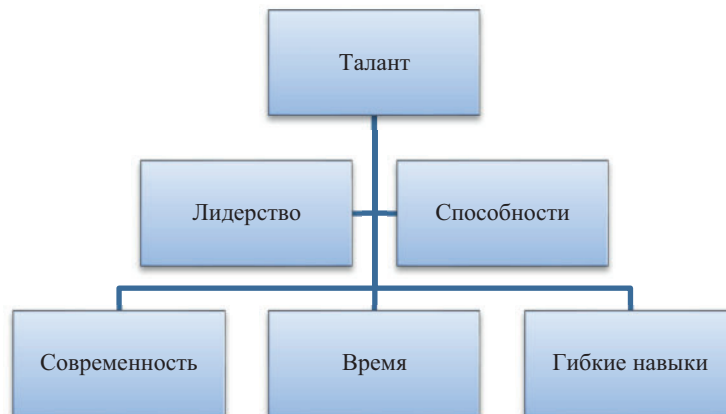 Талант
Лидерство
Способности
Современность
Время
Гибкие навыки